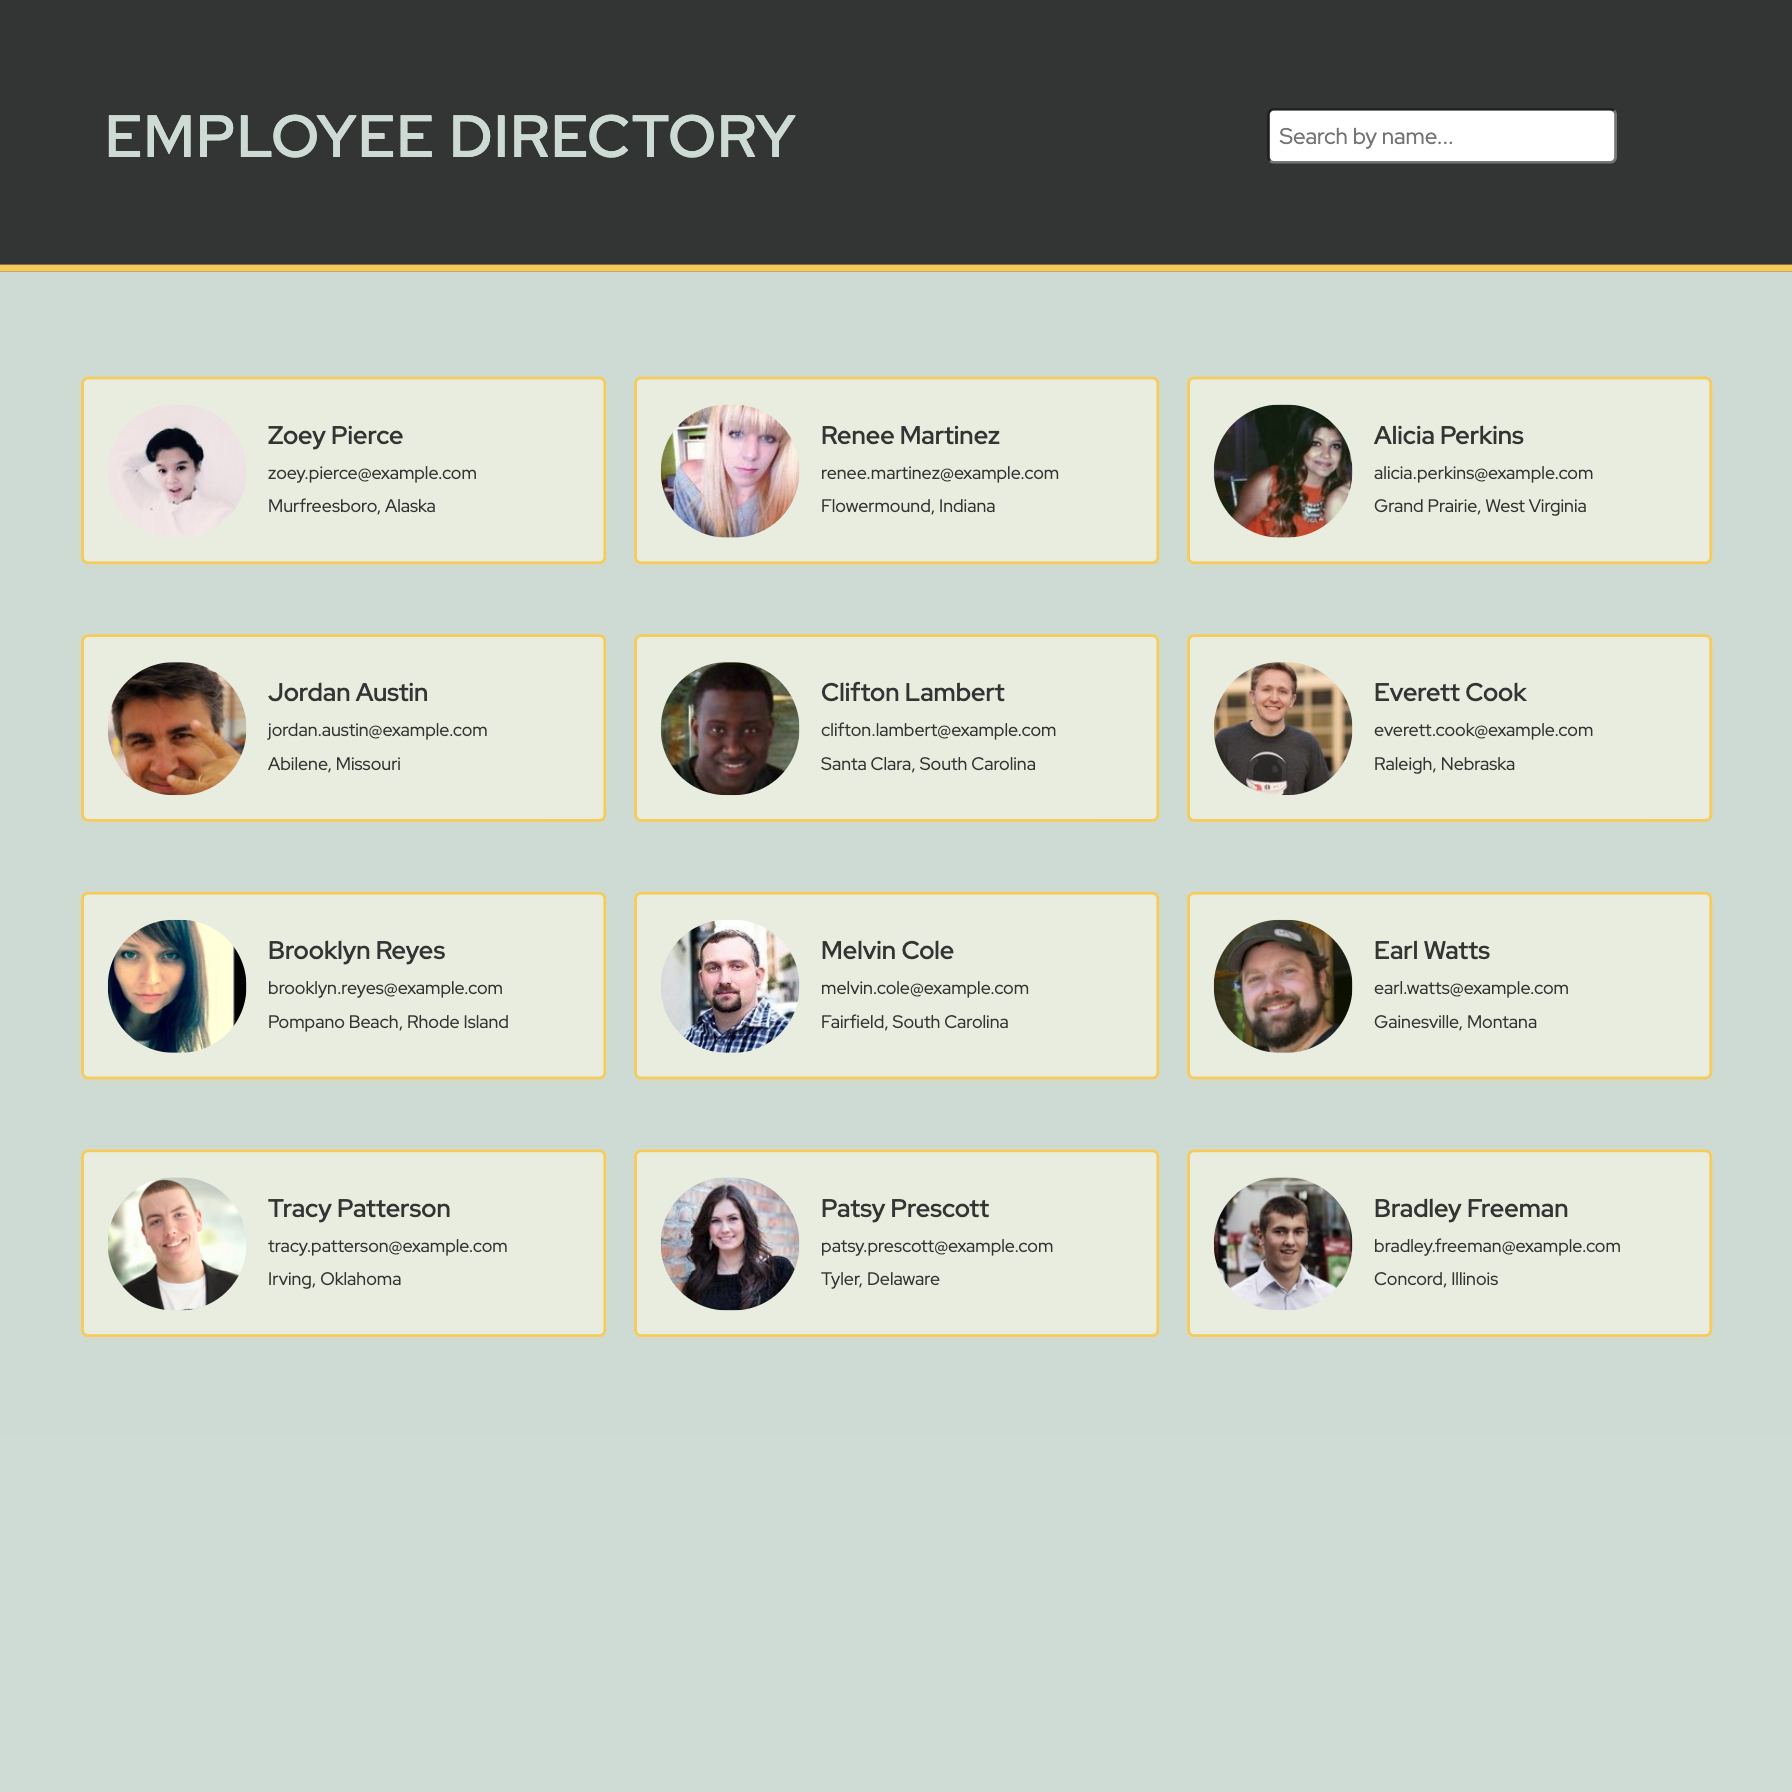 EMPLOYEE DIRECTORY
Search by name...
Zoey Pierce
zoey.pierce@example.com
Murfreesboro, Alaska
Renee Martinez
renee.martinez@example.com
Flowermound, Indiana
Alicia Perkins
alicia.perkins@example.com
Grand Prairie, West Virginia
Jordan Austin
jordan.austin@example.com
Abilene, Missouri
Clifton Lambert
clifton.lambert@example.com
Santa Clara, South Carolina
Everett Cook
everett.cook@example.com
Raleigh, Nebraska
Brooklyn Reyes
brooklyn.reyes@example.com
Pompano Beach, Rhode Island
Melvin Cole
melvin.cole@example.com
Fairfield, South Carolina
Earl Watts
earl.watts@example.com
Gainesville, Montana
Tracy Patterson
tracy.patterson@example.com
Irving, Oklahoma
Patsy Prescott
patsy.prescott@example.com
Tyler, Delaware
Bradley Freeman
bradley.freeman@example.com
Concord, Illinois